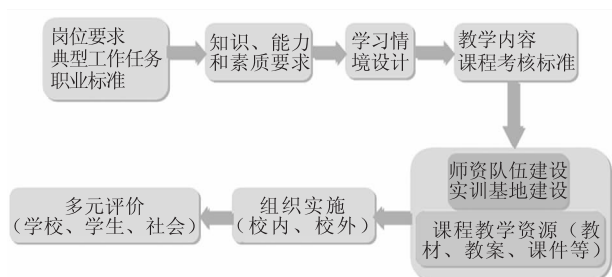 岗位要求
典型工作任务
职业标准
知识、能力
和素质要求
学习情
境设计
教学内容
课程考核标准
师资队伍建设
实训基地建设
课程教学资源（教
材、教案、课件等）
组织实施
（校内、校外）
多元评价
（学校、学生、社会）